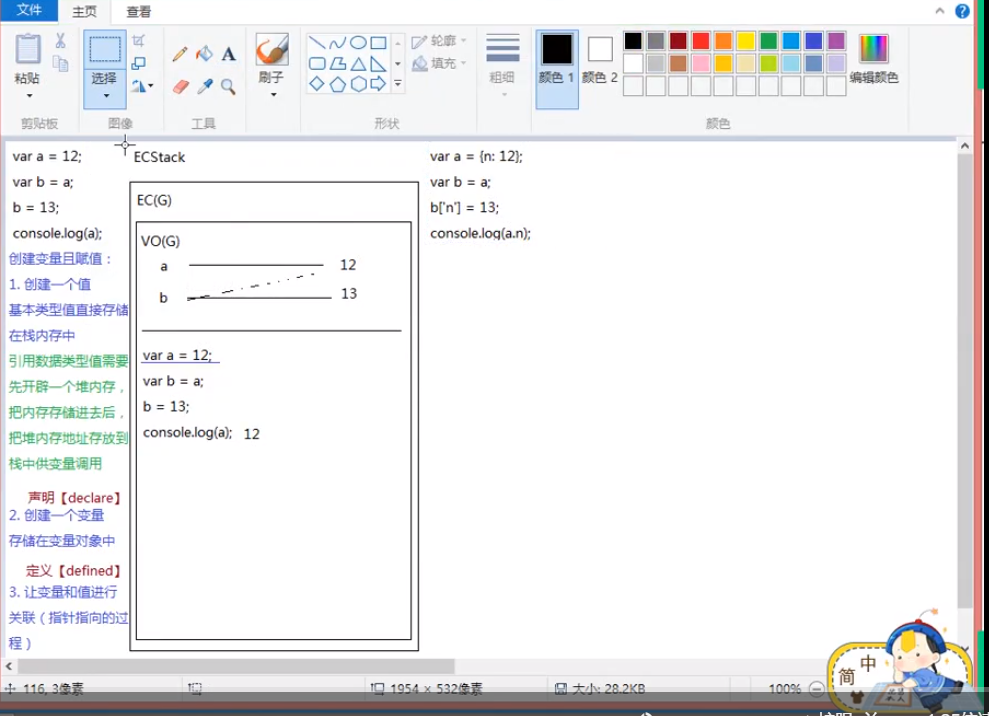 文件 主页 查看
粘贴 选择 A 刷子 轮廓 填充 粗细 颜色 1 颜色 2 编辑颜色
剪贴板 图像 工具 形状 颜色
var a = 12;
var b = a;
b = 13;
console.log(a);
创建变量且赋值：
1. 创建一个值
基本类型值直接存储
在栈内存中
引用数据类型值需要
先开辟一个堆内存，
把内存存储进去后，
把堆内存地址存放到
栈中供变量调用
声明【declare】
2. 创建一个变量
存储在变量对象中
定义【defined】
3. 让变量和值进行
关联（指针指向的过
程）
ECStack
EC(G)
VO(G)
a 12
b 13
var a = 12;
var b = a;
b = 13;
console.log(a); 12
var a = {n: 12};
var b = a;
b['n'] = 13;
console.log(a.n);
简 中
116, 3像素 1954 × 532像素 大小: 28.2KB 100%